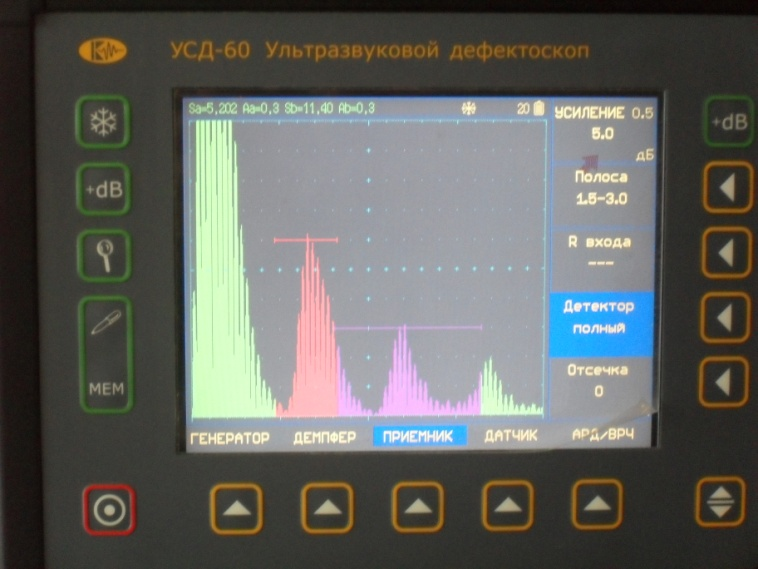 УСД-60 Ультразвуковой дефектоскоп
Sa=5,202 Aa=0,3 Sb=11,40 Ab=0,3
20
УСИЛЕНИЕ 0.5
5.0
дБ
Полоса
1.5-3.0
R входа
---
Детектор
полный
Отсечка
0
ГЕНЕРАТОР ДЕМПФЕР ПРИЕМНИК ДАТЧИК АРД/ВРЧ
+dB
MEM
+dB